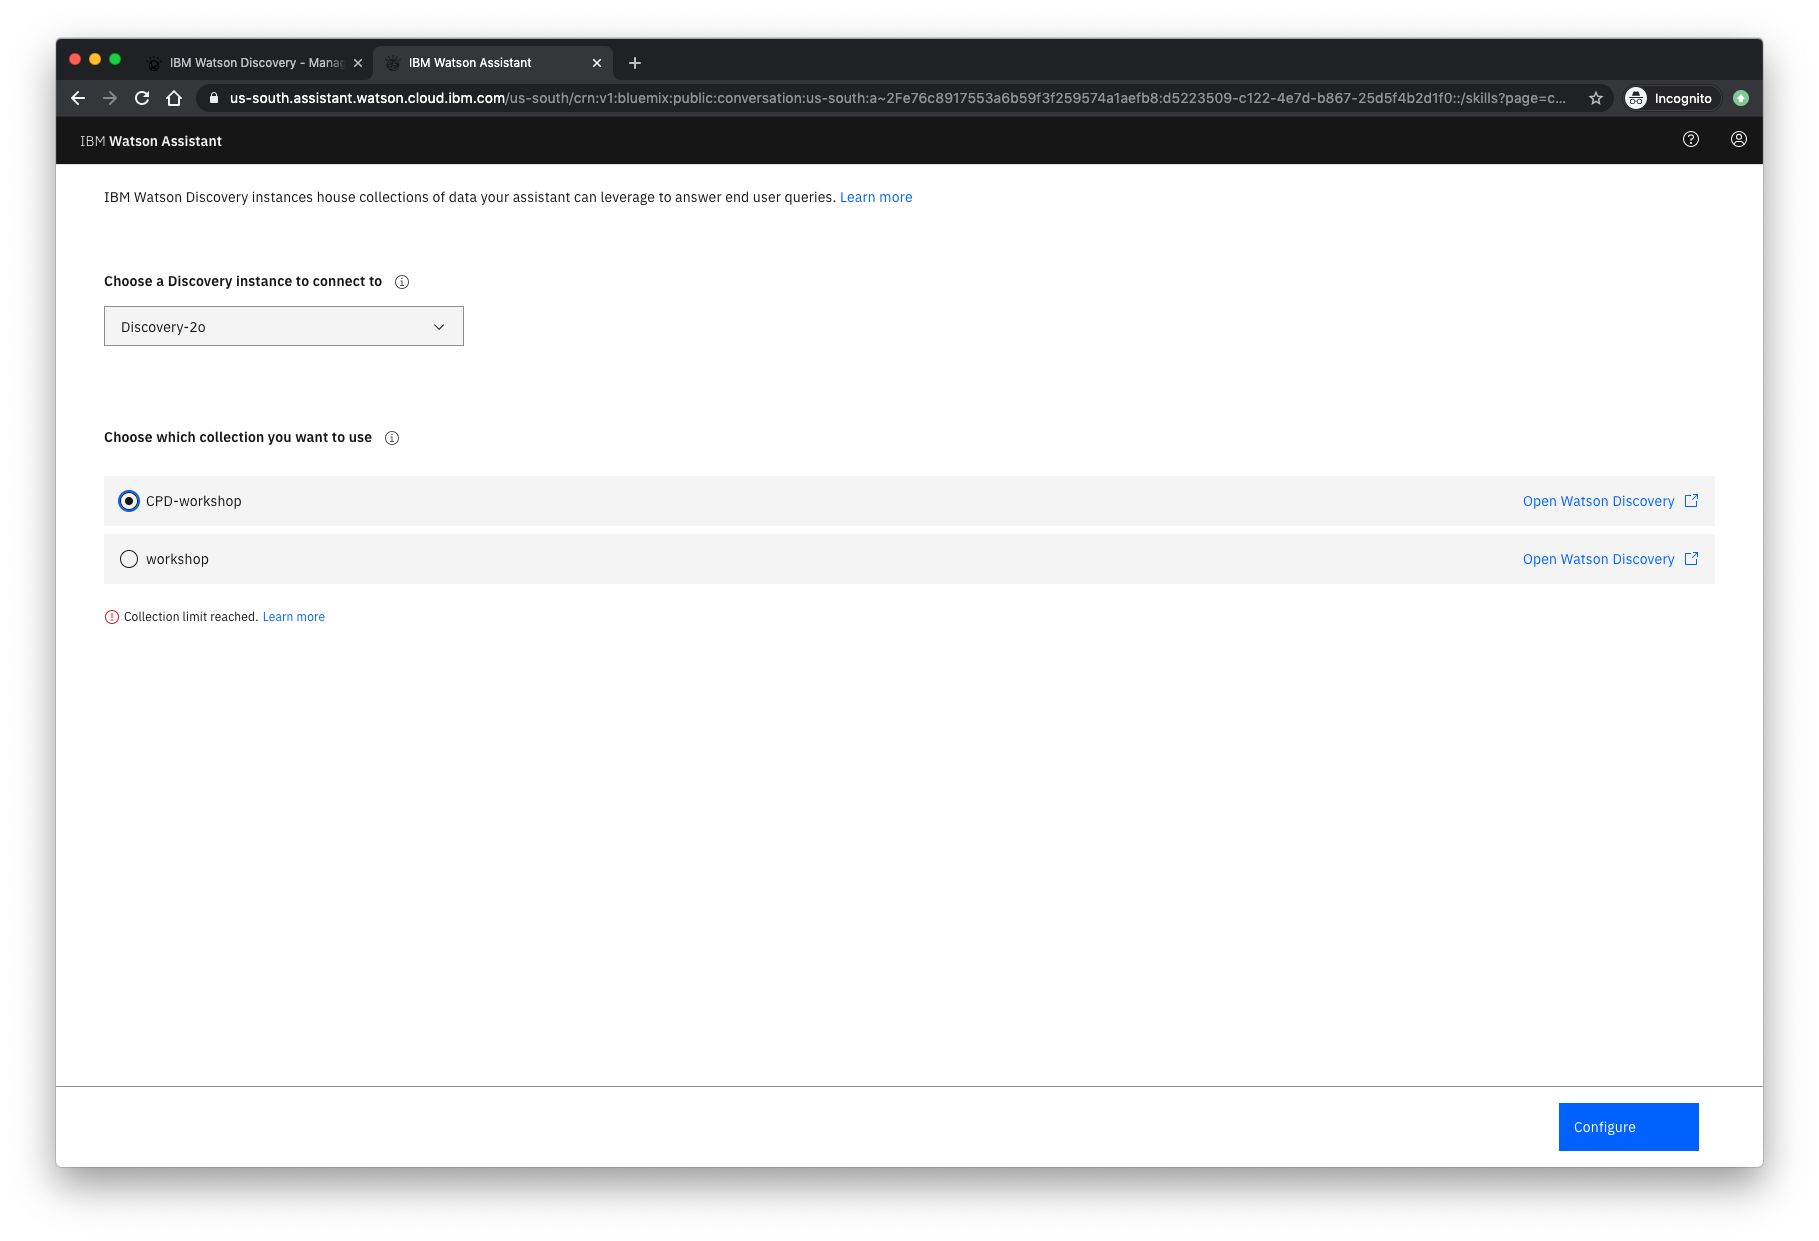 IBM Watson Discovery - Manag
IBM Watson Assistant
us-south.assistant.watson.cloud.ibm.com/us-south/crn:v1:bluemix:public:conversation:us-south:a~2Fe76c8917553a6b59f3f259574a1aefb8:d5223509-c122-4e7d-b867-25d5f4b2d1f0::/skills?page=c...
Incognito
IBM Watson Assistant
IBM Watson Discovery instances house collections of data your assistant can leverage to answer end user queries. Learn more
Choose a Discovery instance to connect to
Discovery-2o
Choose which collection you want to use
CPD-workshop
Open Watson Discovery
workshop
Open Watson Discovery
Collection limit reached. Learn more
Configure